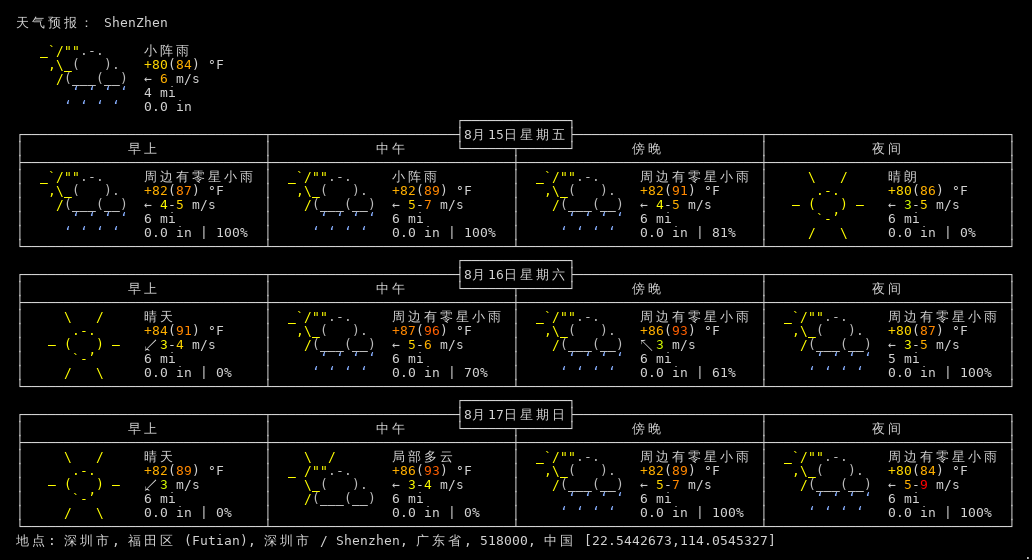 天气预报： ShenZhen
小阵雨
+80(84) °F
← 6 m/s
4 mi
0.0 in
8月15日星期五
早上 中午 傍晚 夜间
周边有零星小雨 小阵雨 周边有零星小雨 晴朗
+82(87) °F +82(89) °F +82(91) °F +80(86) °F
← 4-5 m/s ← 5-7 m/s ← 4-5 m/s ← 3-5 m/s
6 mi 6 mi 6 mi 6 mi
0.0 in | 100% 0.0 in | 100% 0.0 in | 81% 0.0 in | 0%
8月16日星期六
早上 中午 傍晚 夜间
晴天 周边有零星小雨 周边有零星小雨 周边有零星小雨
+84(91) °F +87(96) °F +86(93) °F +80(87) °F
↙ 3-4 m/s ← 5-6 m/s ↖ 3 m/s ← 3-5 m/s
6 mi 6 mi 6 mi 5 mi
0.0 in | 0% 0.0 in | 70% 0.0 in | 61% 0.0 in | 100%
8月17日星期日
早上 中午 傍晚 夜间
晴天 局部多云 周边有零星小雨 周边有零星小雨
+82(89) °F +86(93) °F +82(89) °F +80(84) °F
↙ 3 m/s ← 3-4 m/s ← 5-7 m/s ← 5-9 m/s
6 mi 6 mi 6 mi 6 mi
0.0 in | 0% 0.0 in | 0% 0.0 in | 100% 0.0 in | 100%
地点: 深圳市, 福田区 (Futian), 深圳市 / Shenzhen, 广东省, 518000, 中国 [22.5442673,114.0545327]